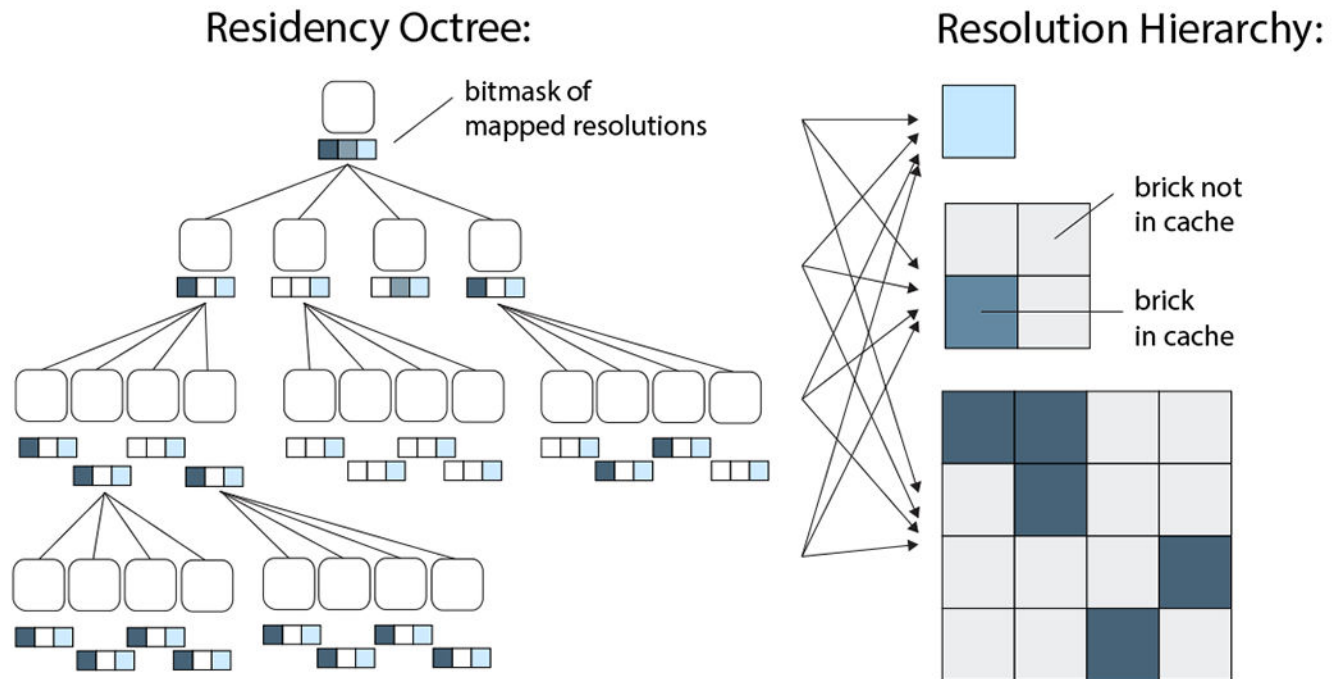 Residency Octree:
Resolution Hierarchy:
bitmask of
mapped resolutions
brick not
in cache
brick
in cache